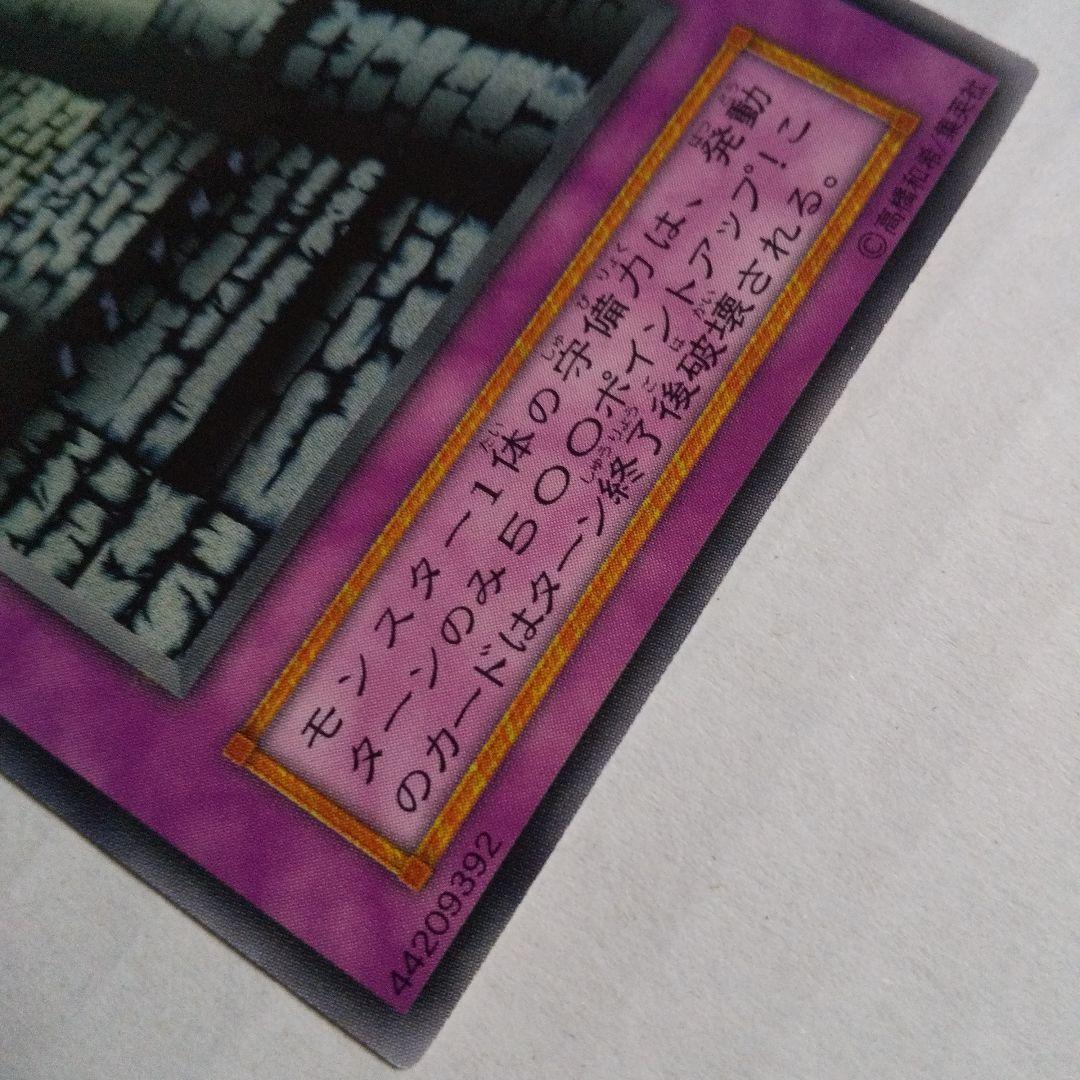 モンスター1体の守備力は、発動
ターンのみ500ポイントアップ!こ
のカードはターン終了後破壊される。
44209392
©高橋和希/集英社